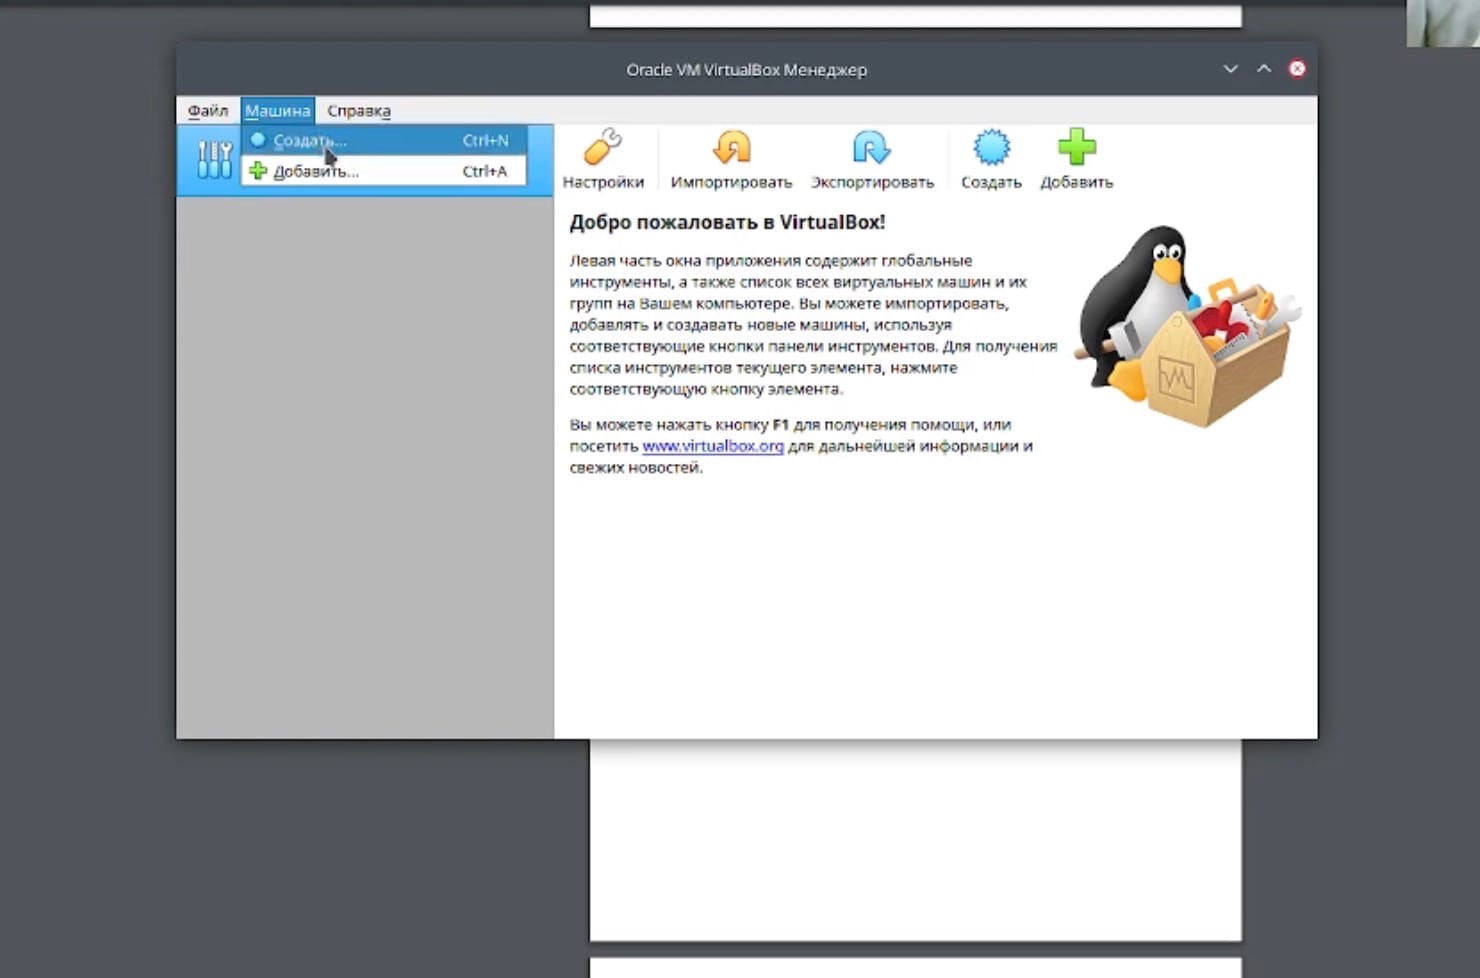 Oracle VM VirtualBox Менеджер
Файл Машина Справка
Создать... Ctrl+N
Добавить... Ctrl+A
Настройки Импортировать Экспортировать Создать Добавить
Добро пожаловать в VirtualBox!
Левая часть окна приложения содержит глобальные
инструменты, а также список всех виртуальных машин и их
групп на Вашем компьютере. Вы можете импортировать,
добавлять и создавать новые машины, используя
соответствующие кнопки панели инструментов. Для получения
списка инструментов текущего элемента, нажмите
соответствующую кнопку элемента.
Вы можете нажать кнопку F1 для получения помощи, или
посетить www.virtualbox.org для дальнейшей информации и
свежих новостей.